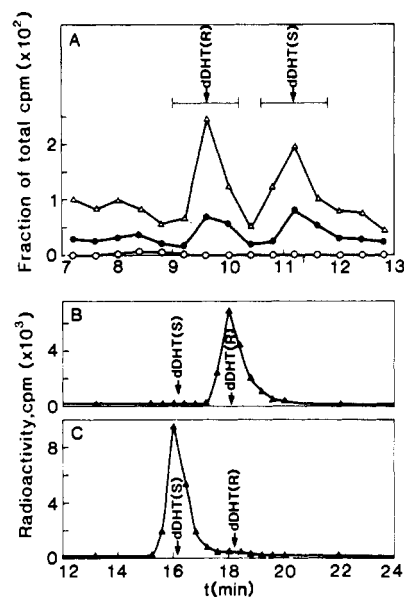 A
dDHT(R)
dDHT(S)
Fraction of total cpm (x10²)
2
1
0
7 8 9 10 11 12 13
B
dDHT(S)
dDHT(R)
4
0
C
dDHT(S)
dDHT(R)
Radioactivity, cpm (x10³)
8
4
0
12 14 16 18 20 22 24
t(min)